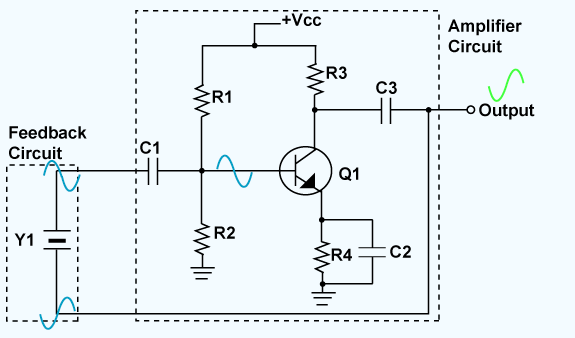 +Vcc
Amplifier
Circuit
R1
R3
C3
Output
Feedback
Circuit
C1
Q1
Y1
R2
R4
C2